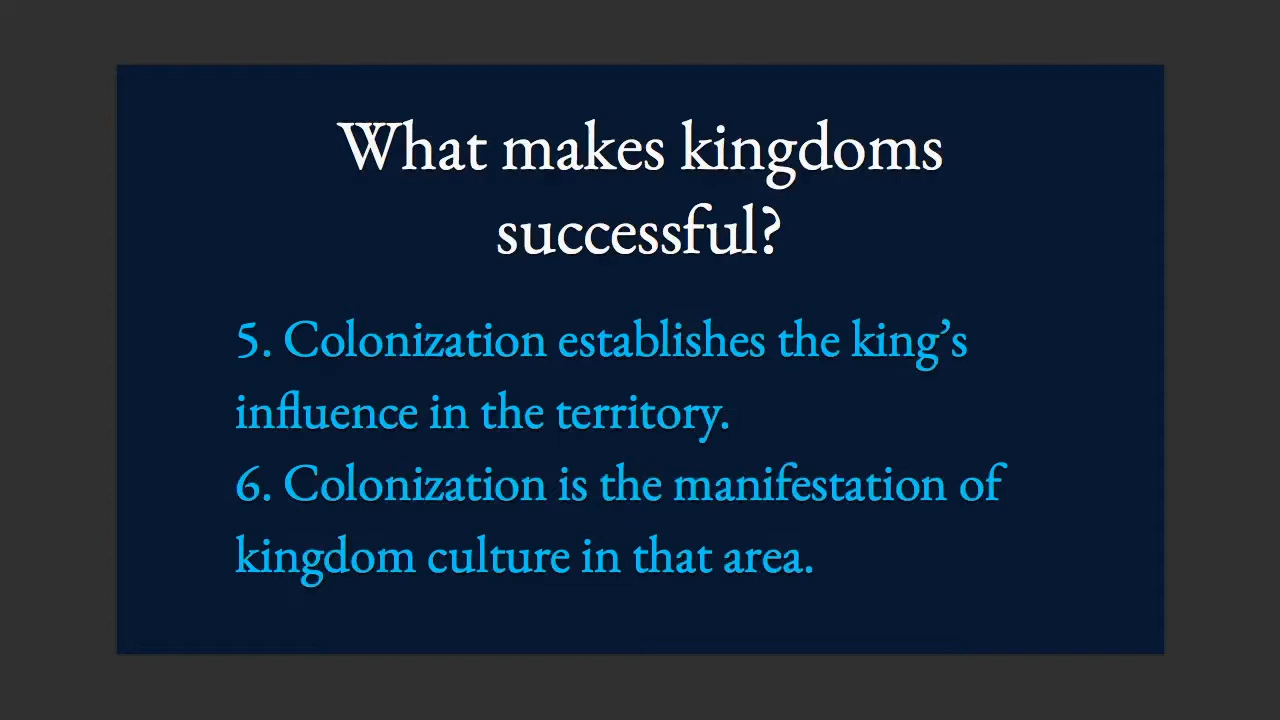 What makes kingdoms
successful?
5. Colonization establishes the king’s
influence in the territory.
6. Colonization is the manifestation of
kingdom culture in that area.